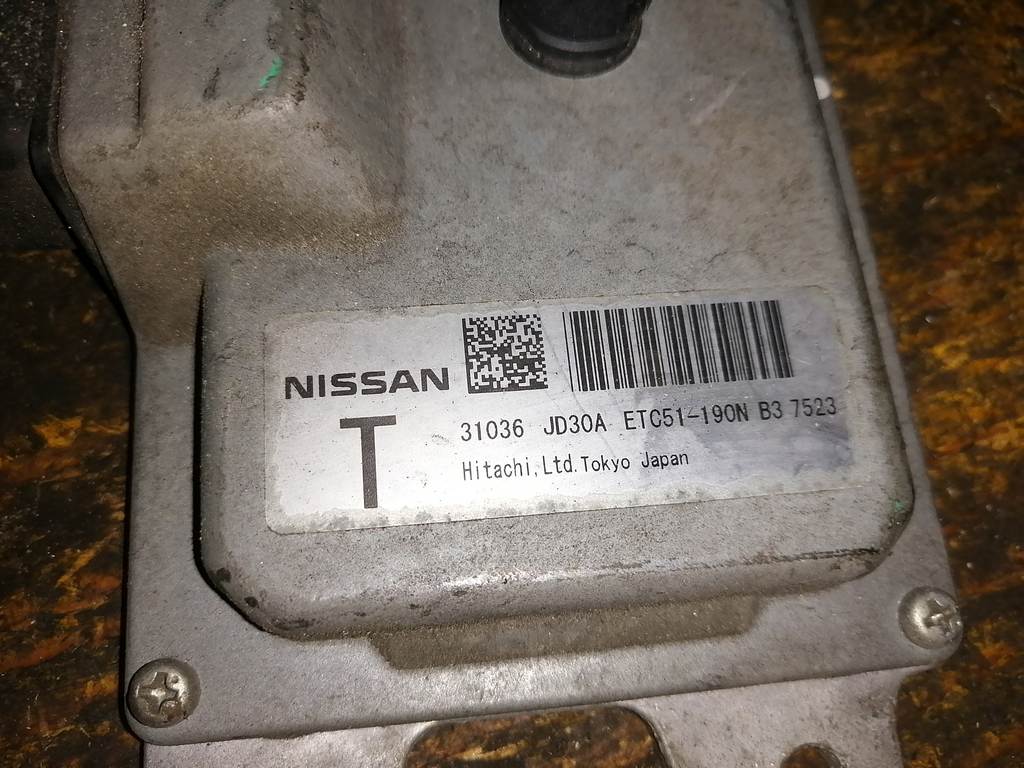 NISSAN
T
31036 JD30A ETC51-190N B3 7523
Hitachi,Ltd.Tokyo Japan